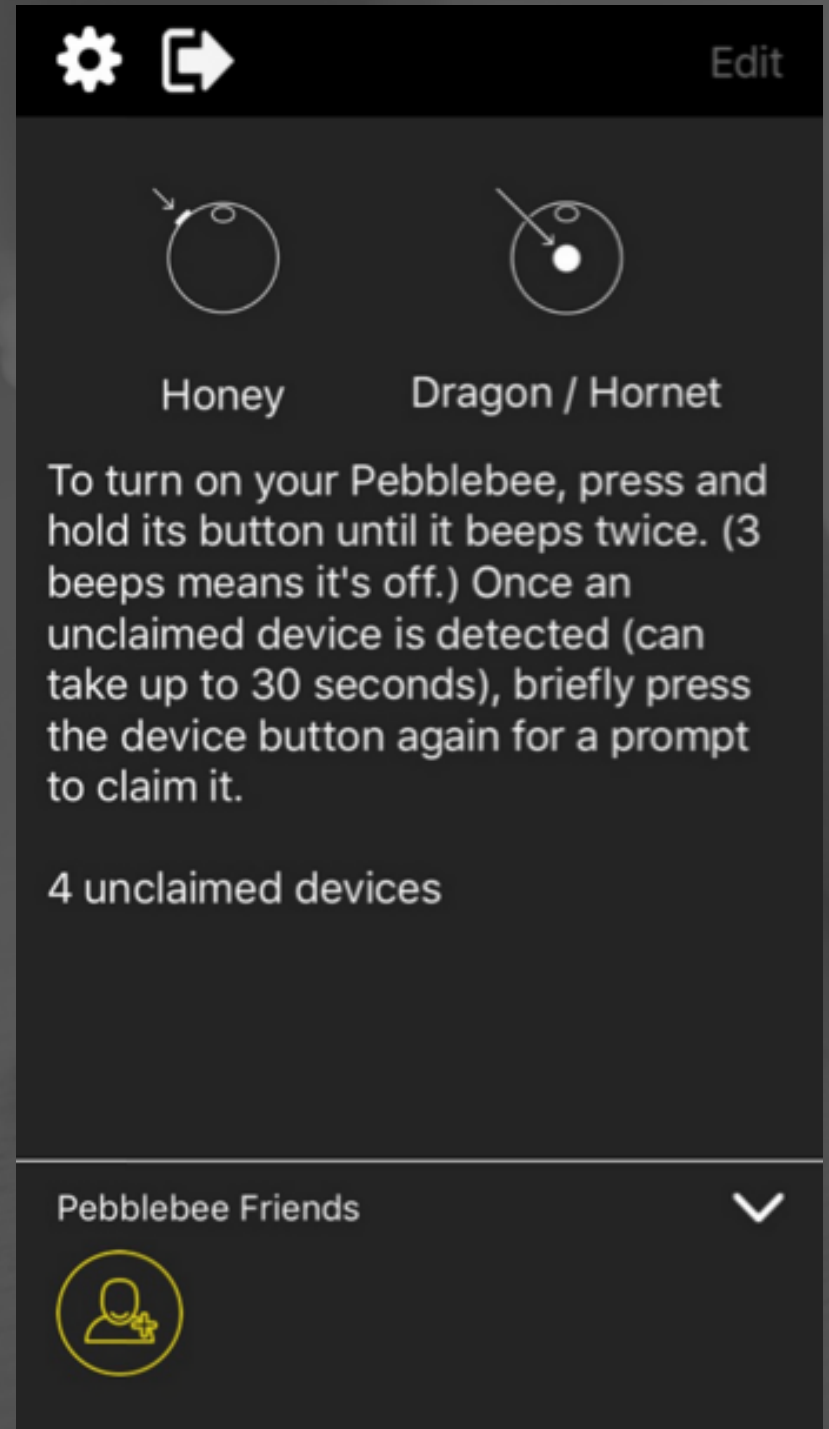 Edit
Honey
Dragon / Hornet
To turn on your Pebblebee, press and
hold its button until it beeps twice. (3
beeps means it's off.) Once an
unclaimed device is detected (can
take up to 30 seconds), briefly press
the device button again for a prompt
to claim it.
4 unclaimed devices
Pebblebee Friends